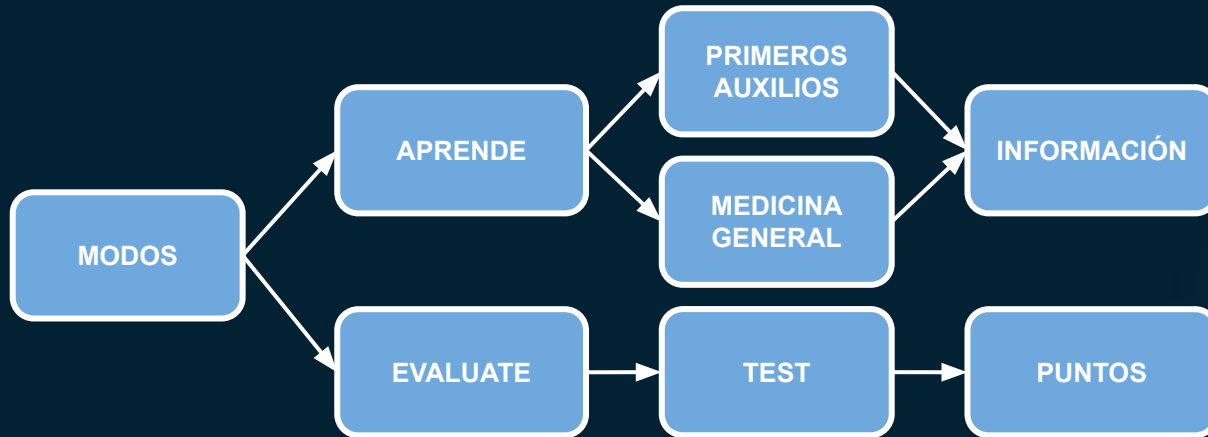 MODOS
APRENDE
PRIMEROS
AUXILIOS
MEDICINA
GENERAL
INFORMACIÓN
EVALUATE
TEST
PUNTOS